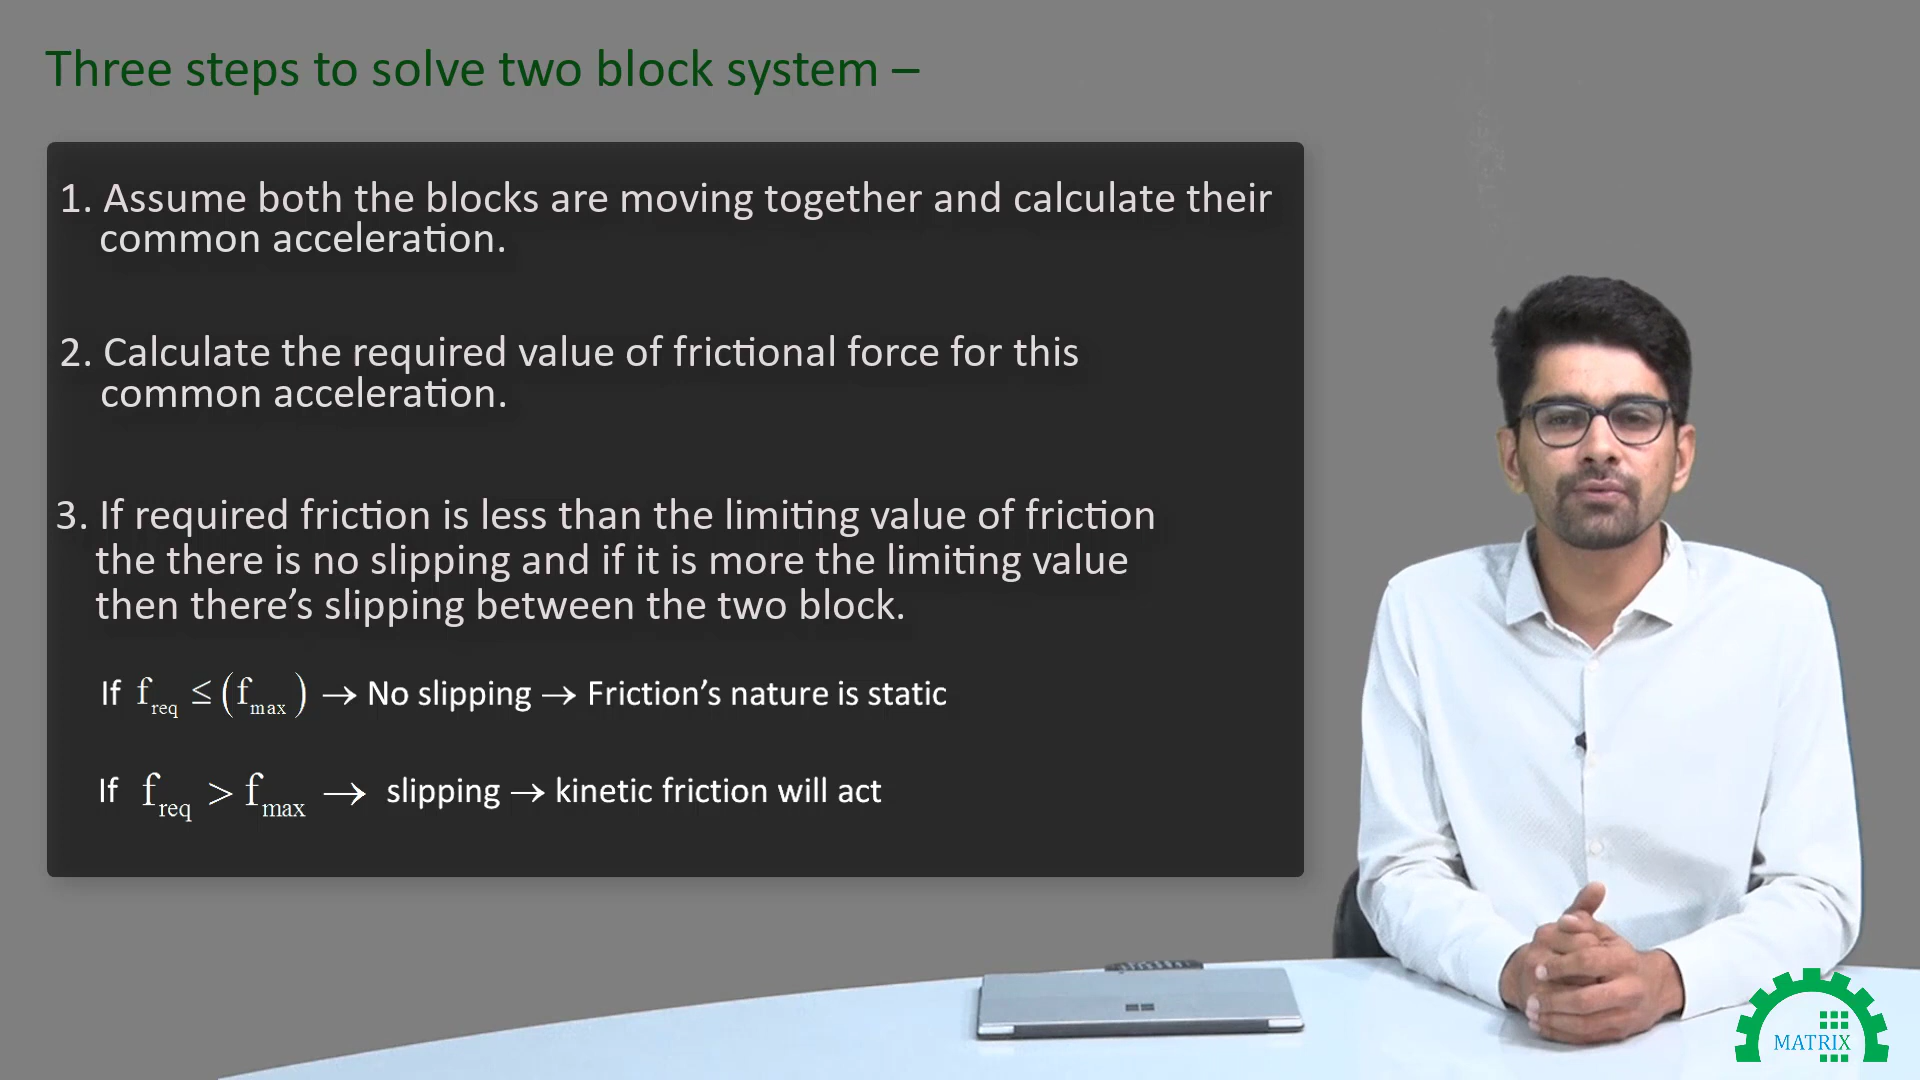 Three steps to solve two block system –
1. Assume both the blocks are moving together and calculate their
common acceleration.
2. Calculate the required value of frictional force for this
common acceleration.
3. If required friction is less than the limiting value of friction
the there is no slipping and if it is more the limiting value
then there’s slipping between the two block.
If f_req ≤ (f_max) → No slipping → Friction’s nature is static
If f_req > f_max → slipping → kinetic friction will act
MATRIX